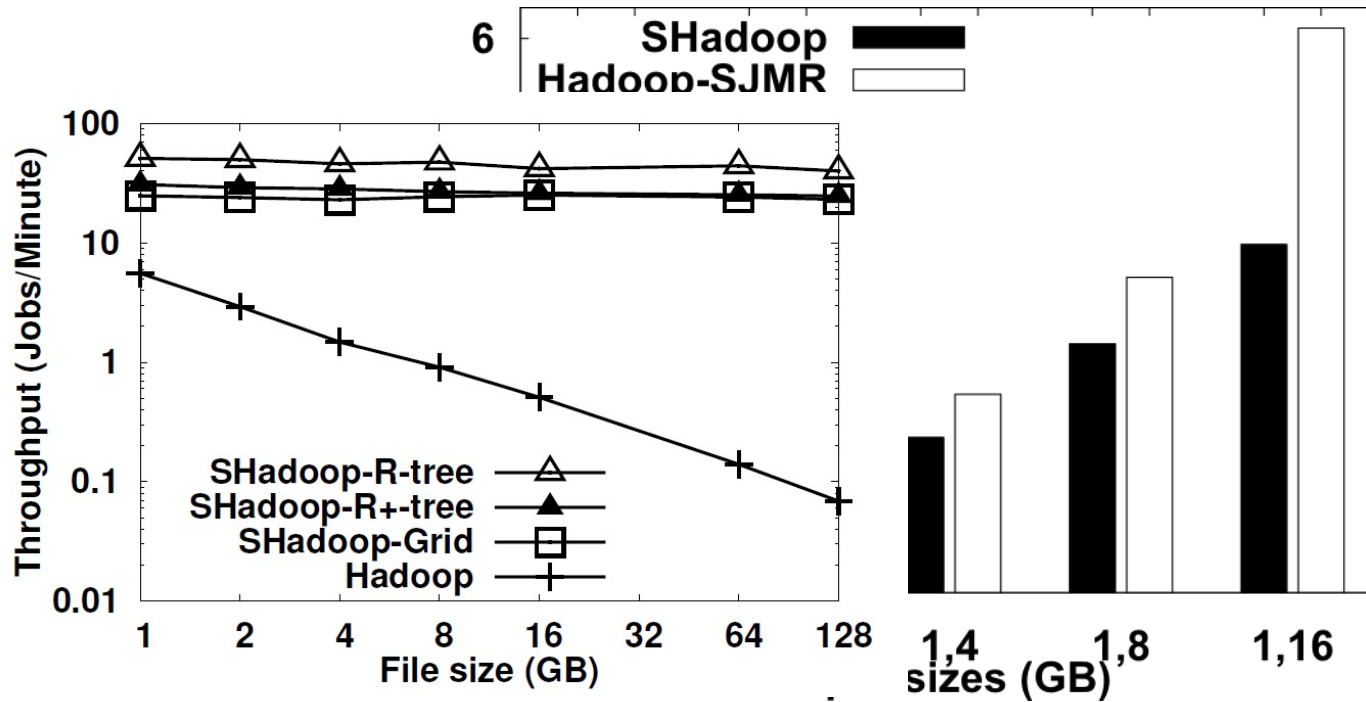 6
SHadoop
Hadoop-SJMR
100
10
1
0.1
0.01
Throughput (Jobs/Minute)
SHadoop-R-tree
SHadoop-R+-tree
SHadoop-Grid
Hadoop
1 2 4 8 16 32 64 128
File size (GB)
1,4 1,8 1,16
sizes (GB)